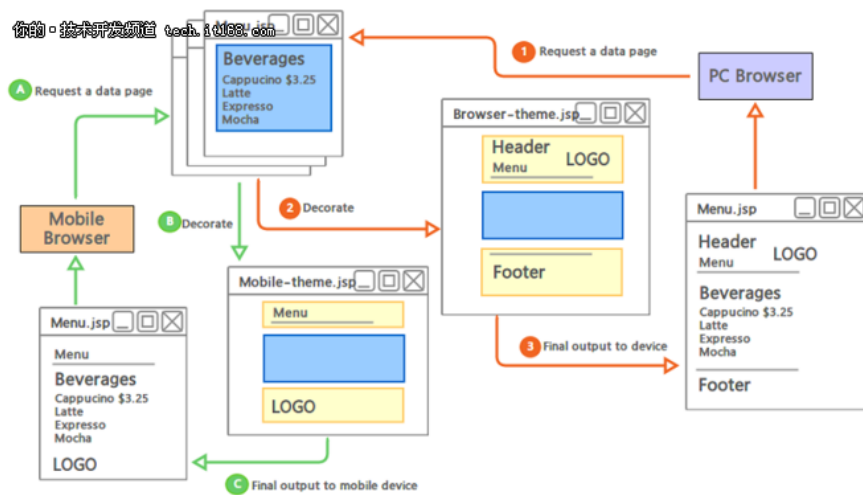 你的·技术开发频道 tech.it168.com
Menu.jsp
Beverages
Cappucino $3.25
Latte
Expresso
Mocha
1 Request a data page
PC Browser
A Request a data page
Browser-theme.jsp
Header
Menu
LOGO
Footer
Mobile
Browser
B Decorate
2 Decorate
Mobile-theme.jsp
Menu
LOGO
Menu.jsp
Header
Menu
LOGO
Beverages
Cappucino $3.25
Latte
Expresso
Mocha
Footer
3 Final output to device
Menu.jsp
Menu
Beverages
Cappucino $3.25
Latte
Expresso
Mocha
LOGO
C Final output to mobile device